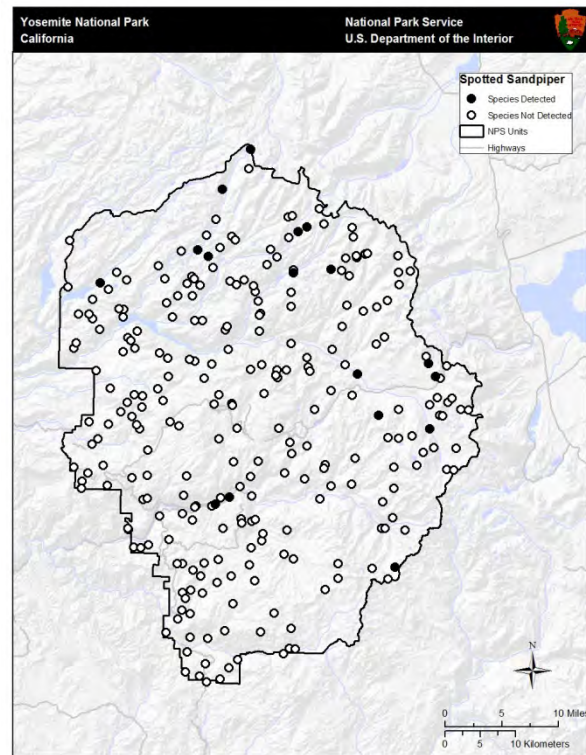 Yosemite National Park
California
National Park Service
U.S. Department of the Interior
Spotted Sandpiper
Species Detected
Species Not Detected
NPS Units
Highways
N
0 5 10 Miles
0 5 10 Kilometers